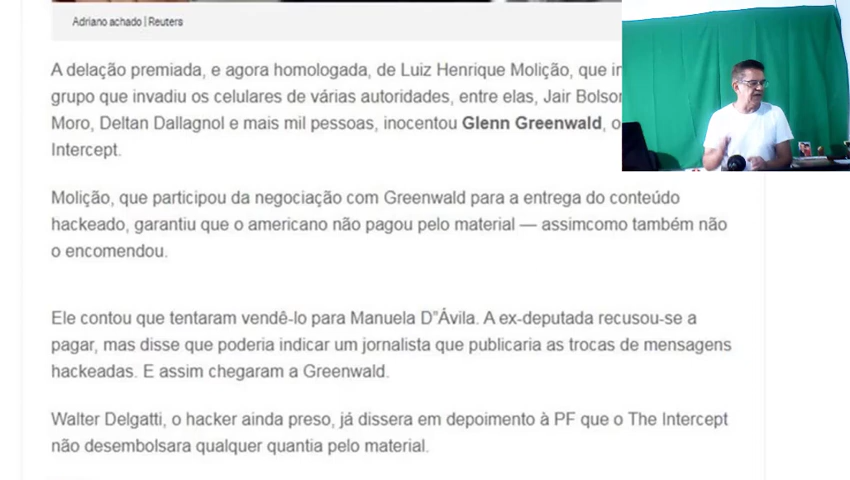 Adriano achado | Reuters
A delação premiada, e agora homologada, de Luiz Henrique Molição, que
grupo que invadiu os celulares de várias autoridades, entre elas, Jair
Moro, Deltan Dallagnol e mais mil pessoas, inocentou Glenn Greenwald,
Intercept.
Molição, que participou da negociação com Greenwald para a entrega do conteúdo
hackeado, garantiu que o americano não pagou pelo material — assimcomo também não
o encomendou.
Ele contou que tentaram vendê-lo para Manuela D"Ávila. A ex-deputada recusou-se a
pagar, mas disse que poderia indicar um jornalista que publicaria as trocas de mensagens
hackeadas. E assim chegaram a Greenwald.
Walter Delgatti, o hacker ainda preso, já dissera em depoimento à PF que o The Intercept
não desembolsara qualquer quantia pelo material.